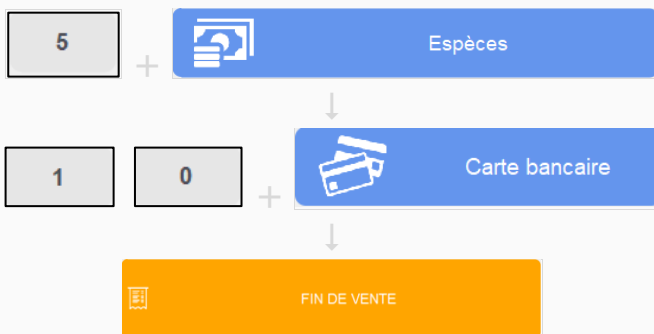 5 + Espèces
1 0 + Carte bancaire
FIN DE VENTE